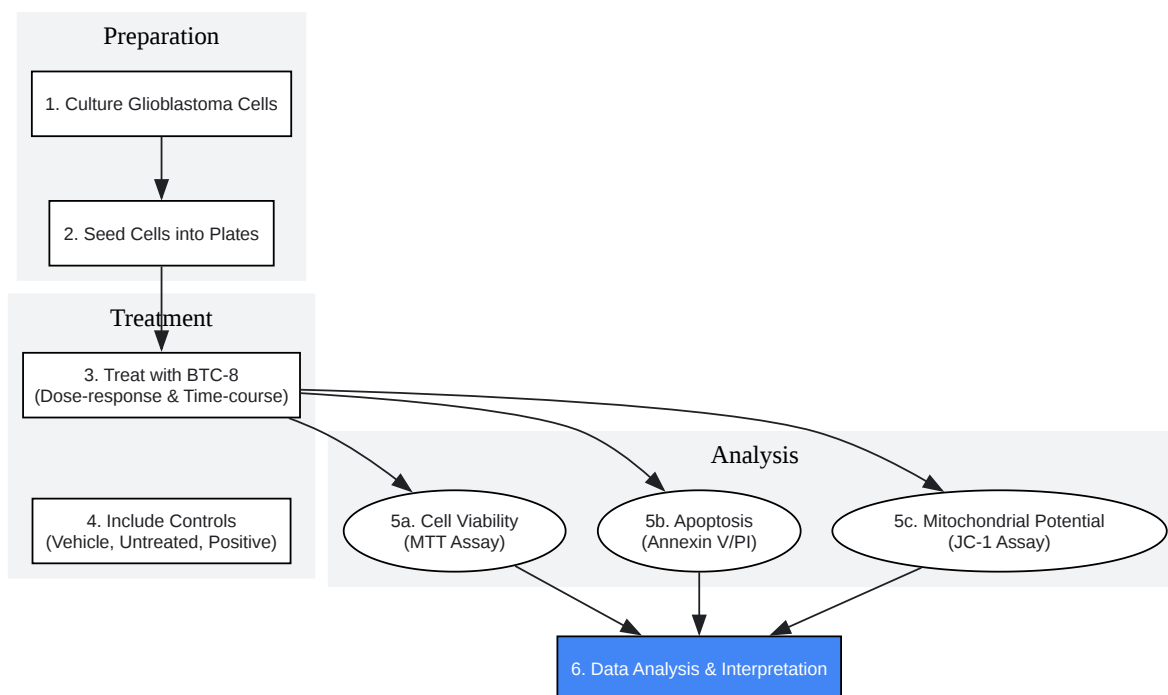 Preparation
1. Culture Glioblastoma Cells
2. Seed Cells into Plates
Treatment
3. Treat with BTC-8
(Dose-response & Time-course)
4. Include Controls
(Vehicle, Untreated, Positive)
Analysis
5a. Cell Viability
(MTT Assay)
5b. Apoptosis
(Annexin V/PI)
5c. Mitochondrial Potential
(JC-1 Assay)
6. Data Analysis & Interpretation